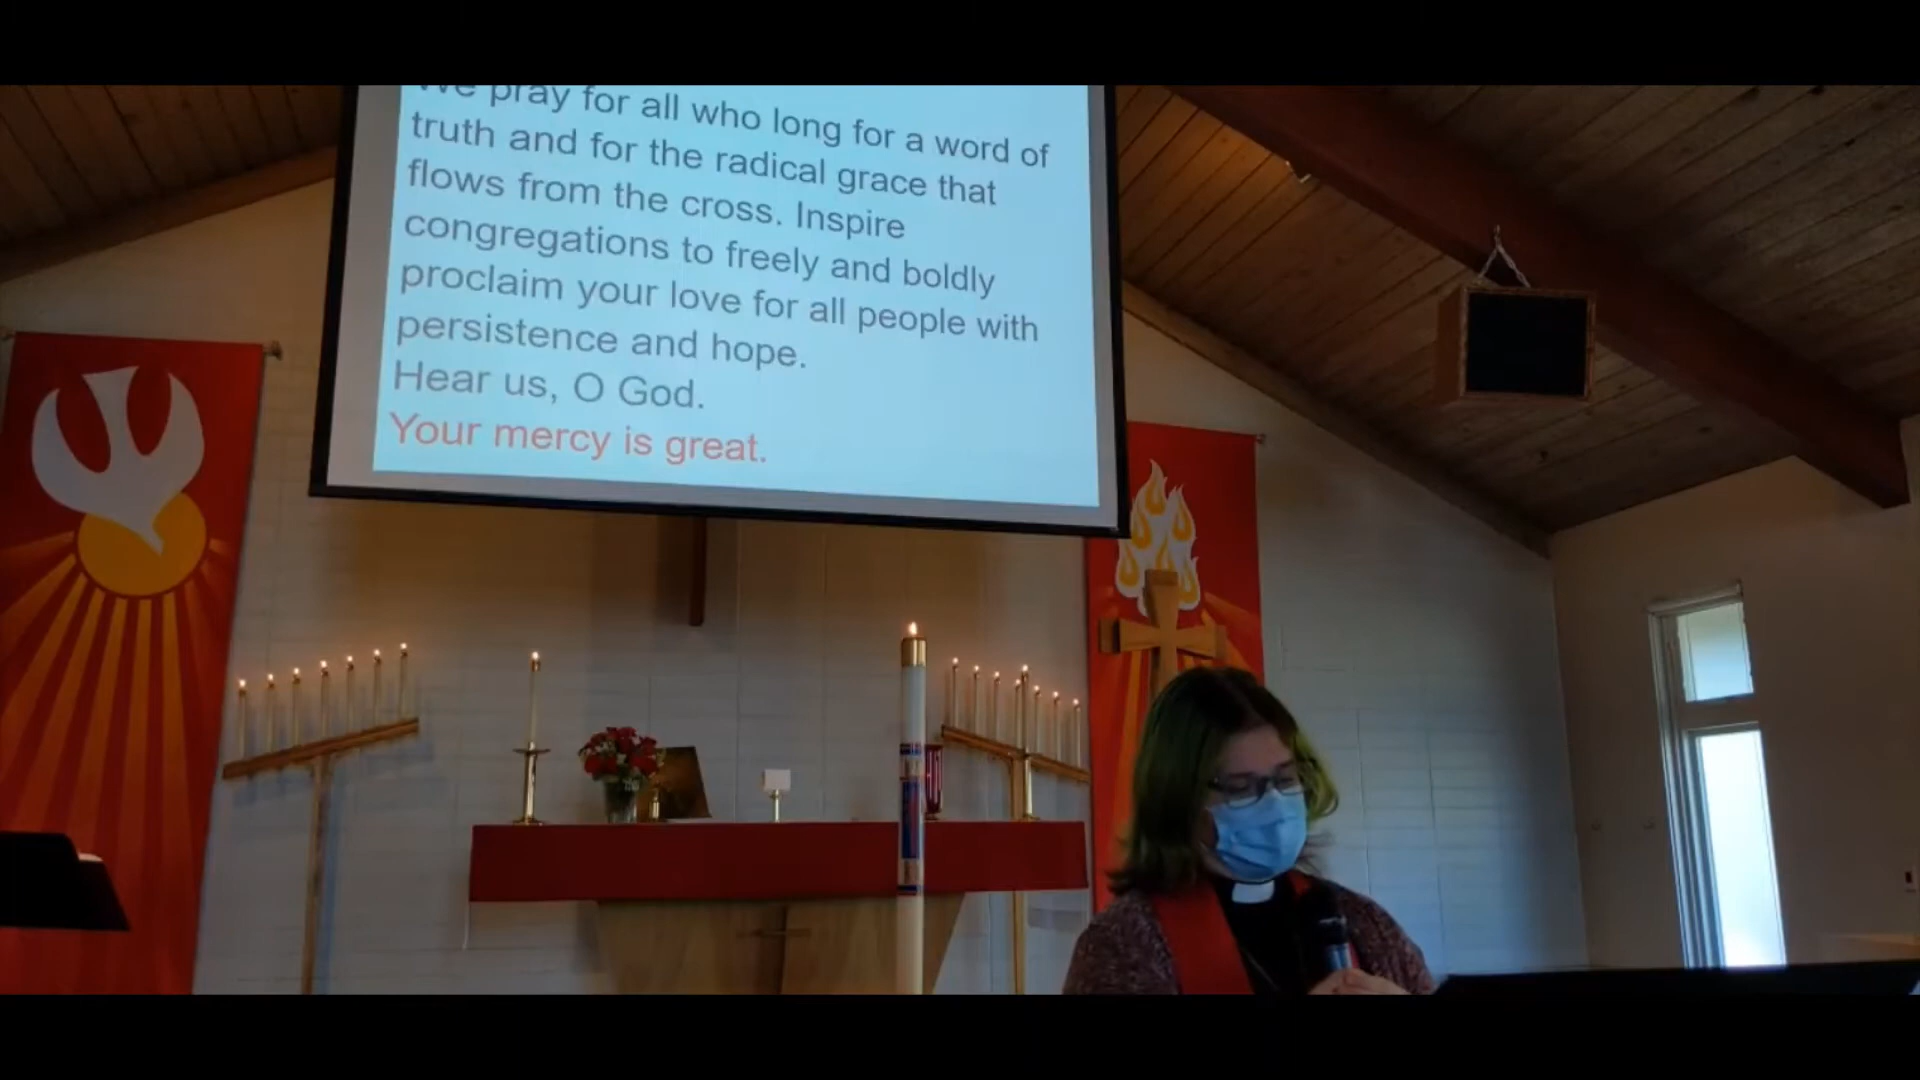 We pray for all who long for a word of
truth and for the radical grace that
flows from the cross. Inspire
congregations to freely and boldly
proclaim your love for all people with
persistence and hope.
Hear us, O God.
Your mercy is great.